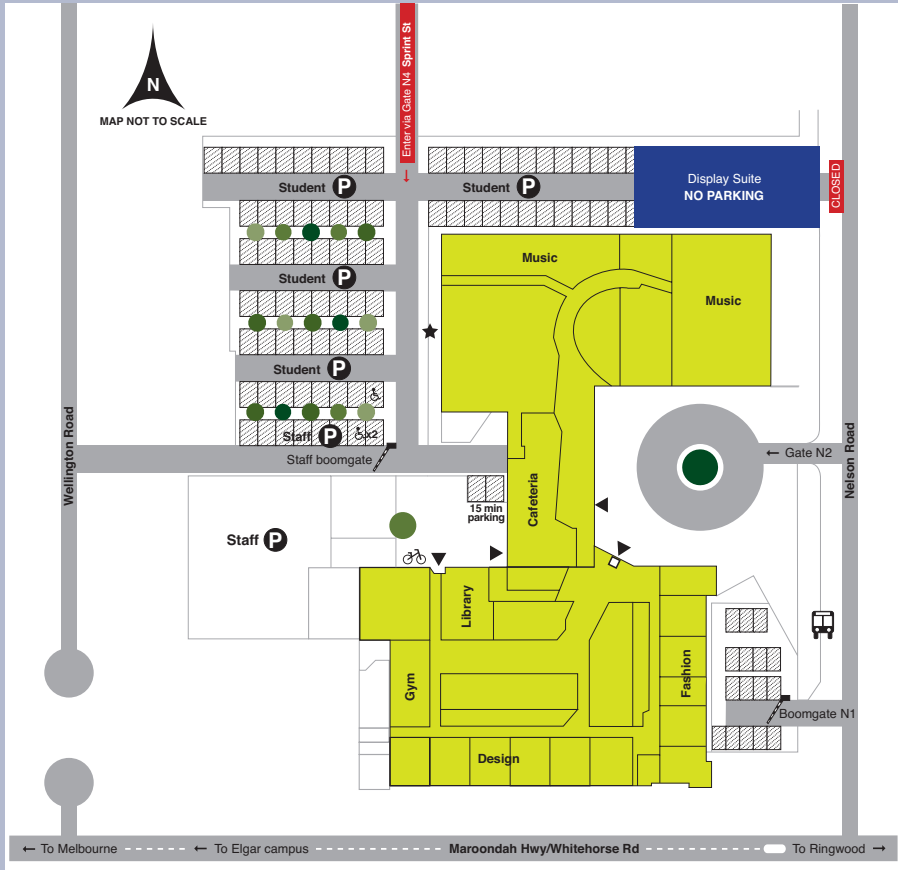 Enter via Gate N4 Sprint St
N
MAP NOT TO SCALE
Student P
Student P
Display Suite
NO PARKING
CLOSED
Music
Music
Student P
Student P
Staff P
x2
Staff boomgate
Wellington Road
Nelson Road
← Gate N2
Cafeteria
15 min
parking
Staff P
Library
Gym
Fashion
Boomgate N1
Design
← To Melbourne
← To Elgar campus
Maroondah Hwy/Whitehorse Rd
To Ringwood →